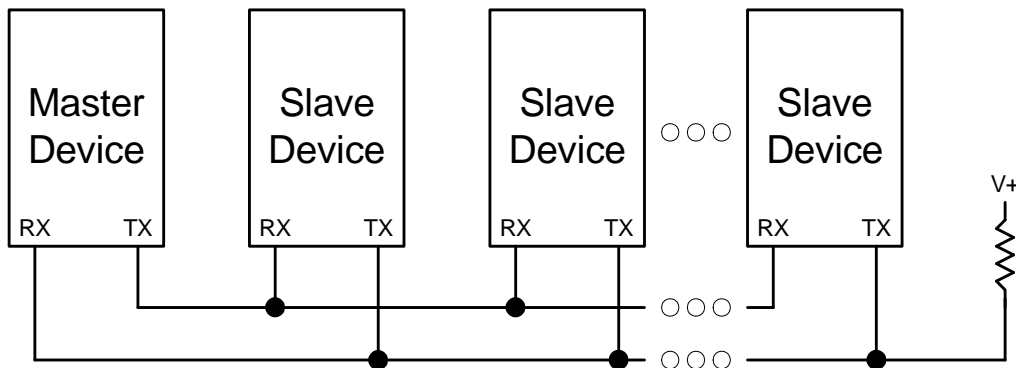 Master
Device
Slave
Device
Slave
Device
Slave
Device
V+
RX TX
RX TX
RX TX
RX TX